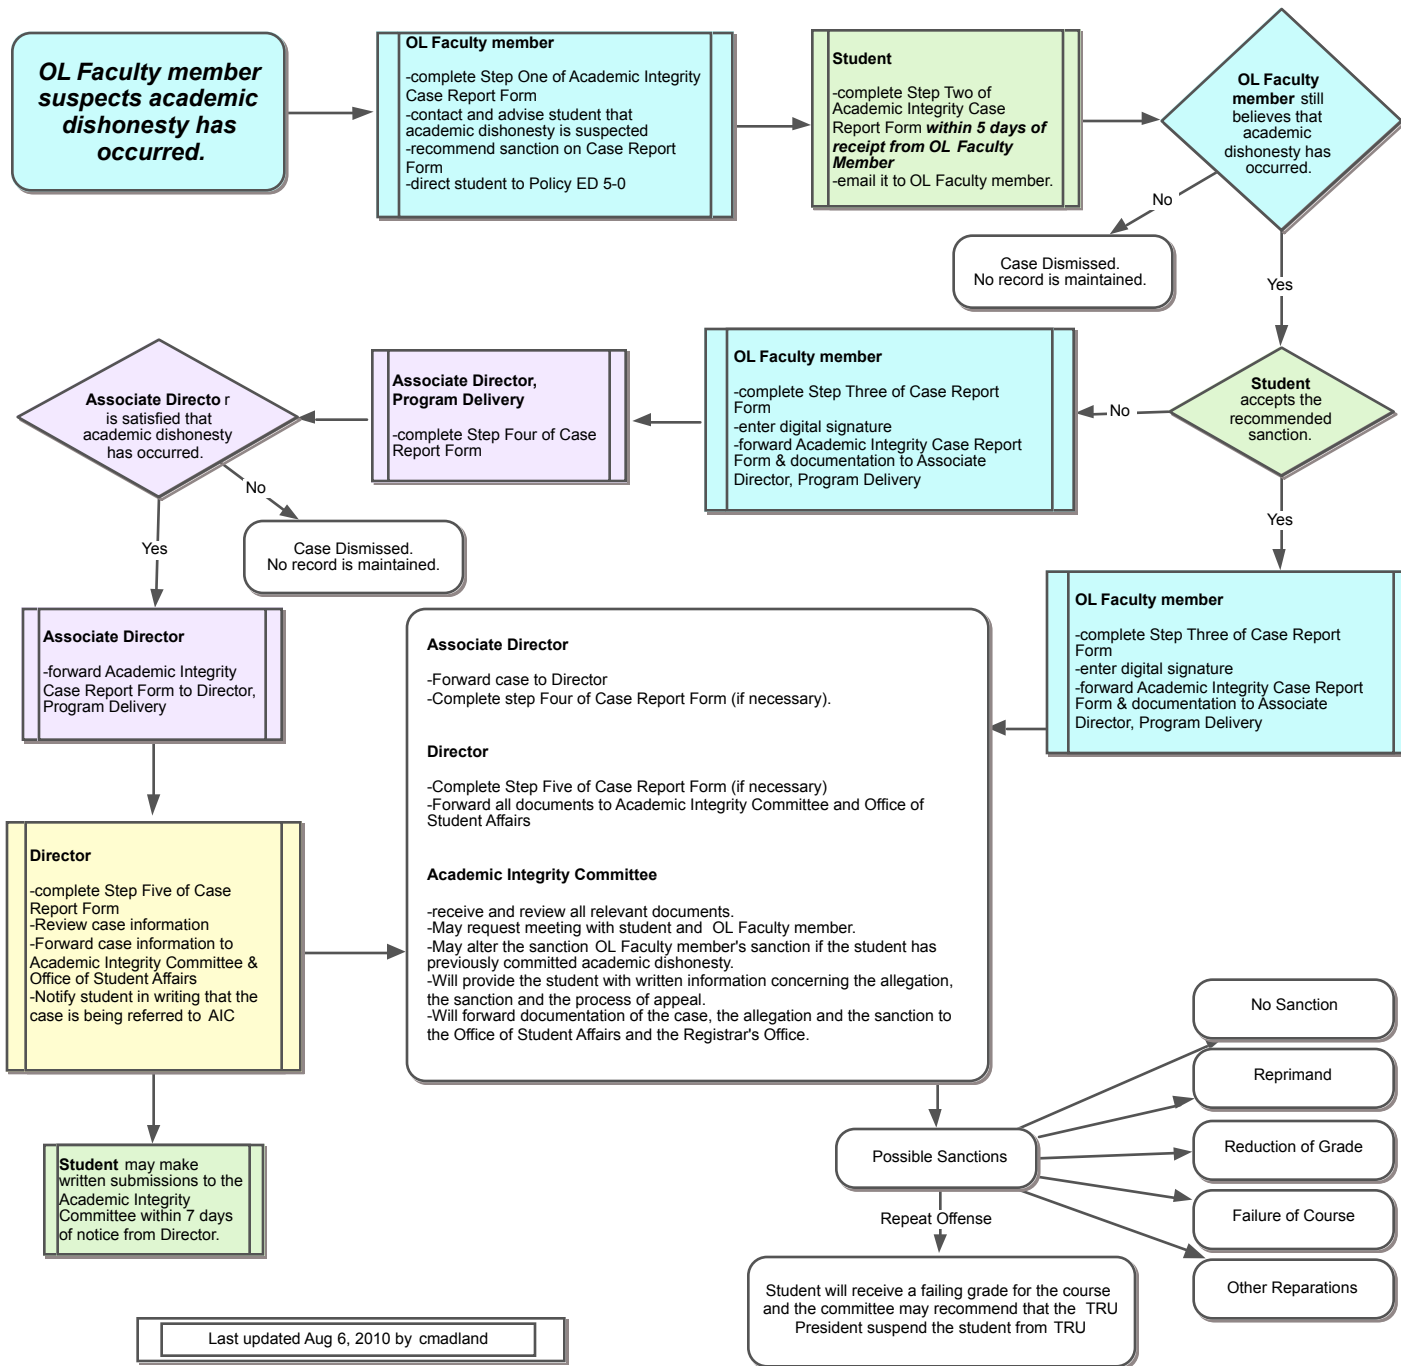 OL Faculty member
suspects academic
dishonesty has
occurred.
OL Faculty member
-complete Step One of Academic Integrity
Case Report Form
-contact and advise student that
academic dishonesty is suspected
-recommend sanction on Case Report
Form
-direct student to Policy ED 5-0
Student
-complete Step Two of
Academic Integrity Case
Report Form within 5 days of
receipt from OL Faculty
Member
-email it to OL Faculty member.
OL Faculty
member still
believes that
academic
dishonesty has
occurred.
No
Case Dismissed.
No record is maintained.
Yes
Student
accepts the
recommended
sanction.
No
OL Faculty member
-complete Step Three of Case Report
Form
-enter digital signature
-forward Academic Integrity Case Report
Form & documentation to Associate
Director, Program Delivery
Associate Director,
Program Delivery
-complete Step Four of Case
Report Form
Associate Directo r
is satisfied that
academic dishonesty
has occurred.
No
Case Dismissed.
No record is maintained.
Yes
Yes
OL Faculty member
-complete Step Three of Case Report
Form
-enter digital signature
-forward Academic Integrity Case Report
Form & documentation to Associate
Director, Program Delivery
Associate Director
-forward Academic Integrity
Case Report Form to Director,
Program Delivery
Associate Director
-Forward case to Director
-Complete step Four of Case Report Form (if necessary).
Director
-Complete Step Five of Case Report Form (if necessary)
-Forward all documents to Academic Integrity Committee and Office of
Student Affairs
Academic Integrity Committee
-receive and review all relevant documents.
-May request meeting with student and OL Faculty member.
-May alter the sanction OL Faculty member's sanction if the student has
previously committed academic dishonesty.
-Will provide the student with written information concerning the allegation,
the sanction and the process of appeal.
-Will forward documentation of the case, the allegation and the sanction to
the Office of Student Affairs and the Registrar's Office.
Director
-complete Step Five of Case
Report Form
-Review case information
-Forward case information to
Academic Integrity Committee &
Office of Student Affairs
-Notify student in writing that the
case is being referred to AIC
Student may make
written submissions to the
Academic Integrity
Committee within 7 days
of notice from Director.
Possible Sanctions
No Sanction
Reprimand
Reduction of Grade
Failure of Course
Other Reparations
Repeat Offense
Student will receive a failing grade for the course
and the committee may recommend that the TRU
President suspend the student from TRU
Last updated Aug 6, 2010 by cmadland